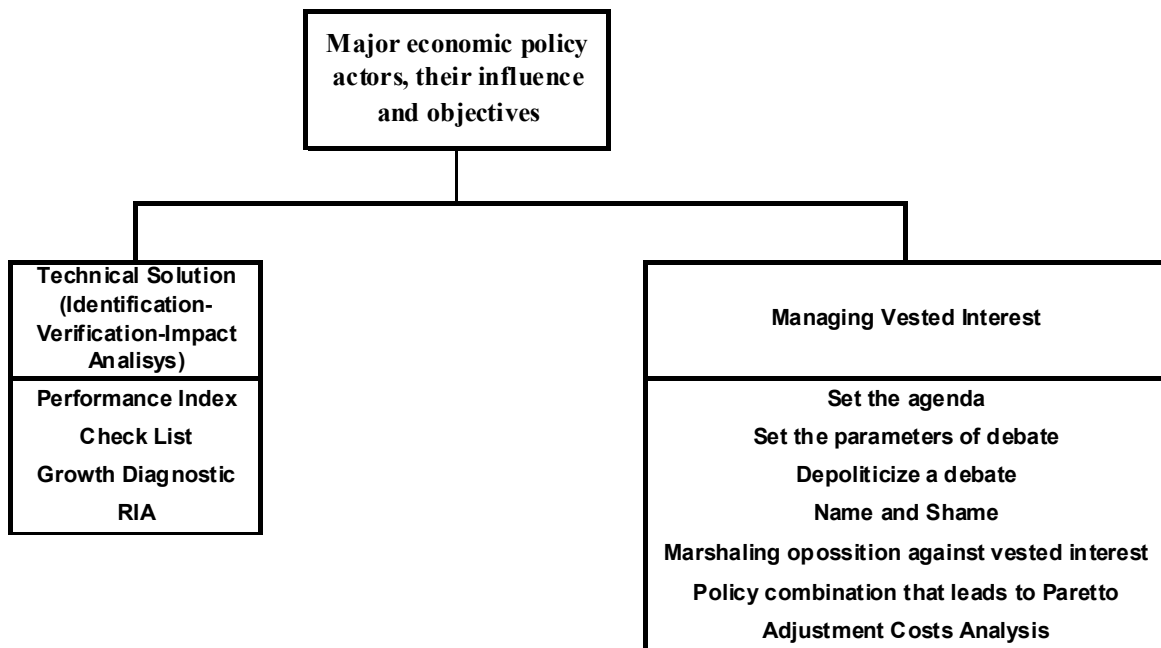 Major economic policy
actors, their influence
and objectives
Technical Solution
(Identification-
Verification-Impact
Analisys)
Performance Index
Check List
Growth Diagnostic
RIA
Managing Vested Interest
Set the agenda
Set the parameters of debate
Depoliticize a debate
Name and Shame
Marshaling opossition against vested interest
Policy combination that leads to Paretto
Adjustment Costs Analysis